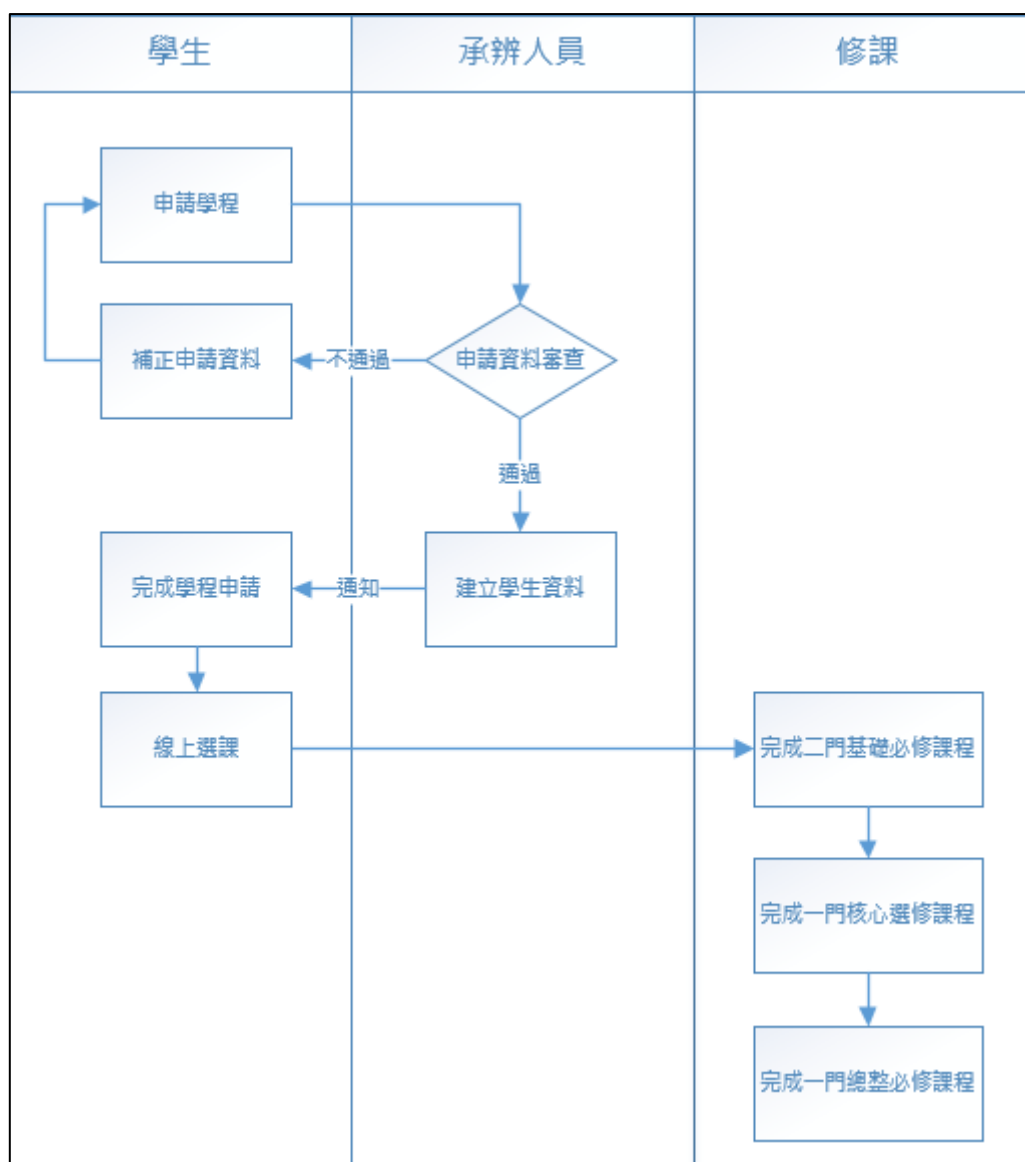 學生
承辨人員
修課
申請學程
補正申請資料
不通過
申請資料審查
通過
完成學程申請
通知
建立學生資料
線上選課
完成二門基礎必修課程
完成一門核心選修課程
完成一門總整必修課程